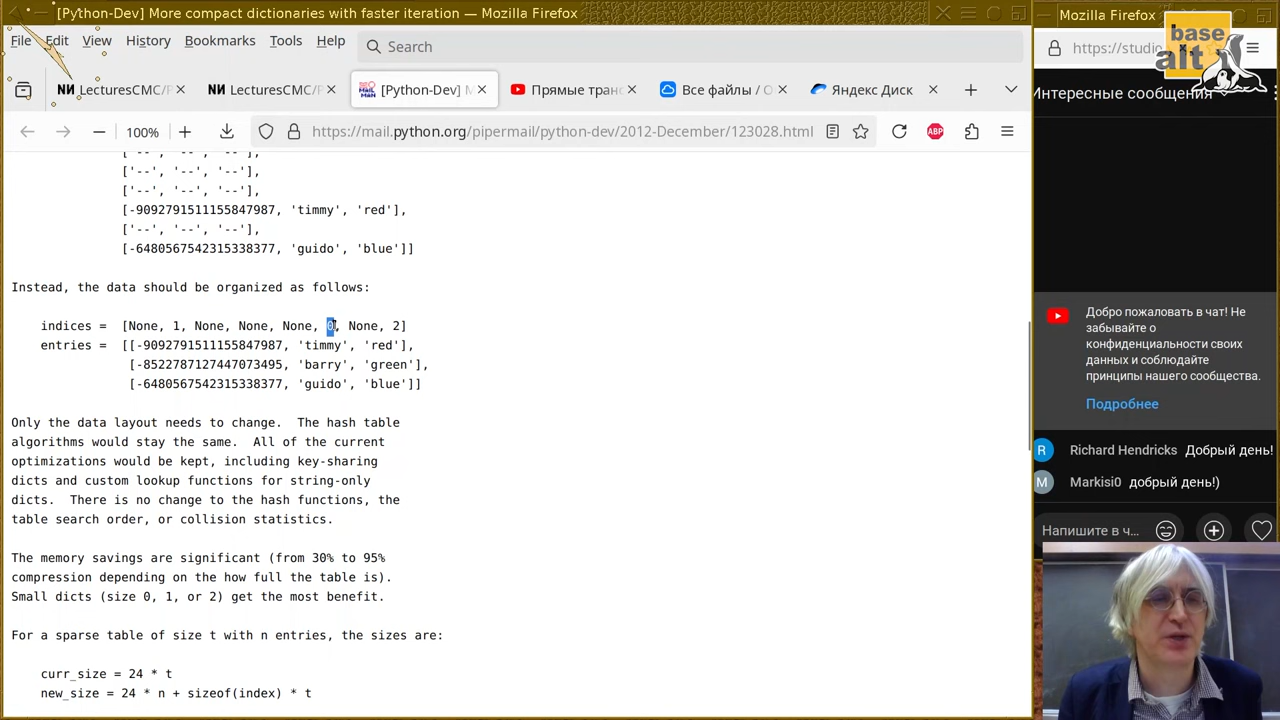 [Python-Dev] More compact dictionaries with faster iteration — Mozilla Firefox
Mozilla Firefox
File Edit View History Bookmarks Tools Help
Search
https://studio
base
alt
LecturesCMC/P
LecturesCMC/P
[Python-Dev] M
Прямые тран
Все файлы / О
Яндекс Диск
Интересные сообщения
100%
https://mail.python.org/pipermail/python-dev/2012-December/123028.html
ABP
['--', '--', '--'],
['--', '--', '--'],
['--', '--', '--'],
[-9092791511155847987, 'timmy', 'red'],
['--', '--', '--'],
[-6480567542315338377, 'guido', 'blue']]
Instead, the data should be organized as follows:
indices = [None, 1, None, None, None, 0, None, 2]
entries = [[-9092791511155847987, 'timmy', 'red'],
[-8522787127447073495, 'barry', 'green'],
[-6480567542315338377, 'guido', 'blue']]
Only the data layout needs to change. The hash table
algorithms would stay the same. All of the current
optimizations would be kept, including key-sharing
dicts and custom lookup functions for string-only
dicts. There is no change to the hash functions, the
table search order, or collision statistics.
The memory savings are significant (from 30% to 95%
compression depending on the how full the table is).
Small dicts (size 0, 1, or 2) get the most benefit.
For a sparse table of size t with n entries, the sizes are:
curr_size = 24 * t
new_size = 24 * n + sizeof(index) * t
Добро пожаловать в чат! Не
забывайте о
конфиденциальности своих
данных и соблюдайте
принципы нашего сообщества.
Подробнее
R Richard Hendricks Добрый день!
M Markisi0 добрый день!)
Напишите в ч...